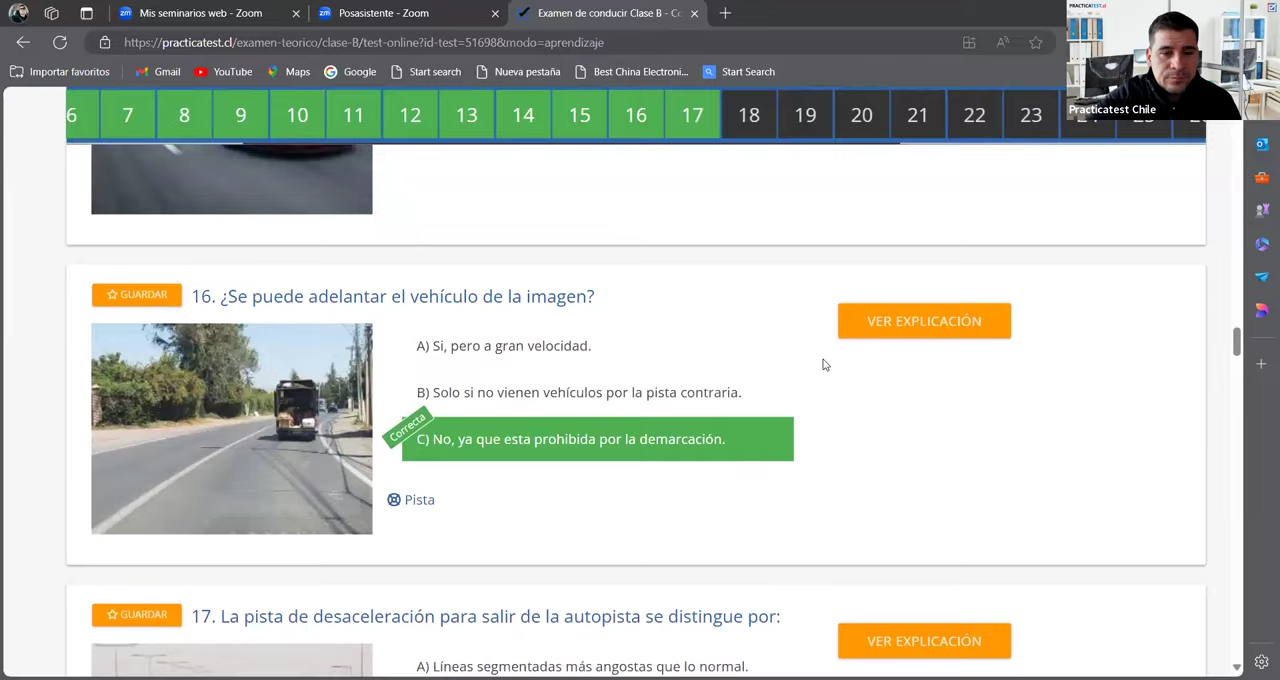 Mis seminarios web - Zoom
Posasistente - Zoom
Examen de conducir Clase B - Co
https://practicatest.cl/examen-teorico/clase-B/test-online?id-test=51698&modo=aprendizaje
Importar favoritos
Gmail
YouTube
Maps
Google
Start search
Nueva pestaña
Best China Electroni...
Start Search
PRACTICATEST.cl
Practicatest Chile
6 7 8 9 10 11 12 13 14 15 16 17 18 19 20 21 22 23
GUARDAR
16. ¿Se puede adelantar el vehículo de la imagen?
VER EXPLICACIÓN
A) Si, pero a gran velocidad.
B) Solo si no vienen vehículos por la pista contraria.
Correcta
C) No, ya que esta prohibida por la demarcación.
Pista
GUARDAR
17. La pista de desaceleración para salir de la autopista se distingue por:
VER EXPLICACIÓN
A) Líneas segmentadas más angostas que lo normal.